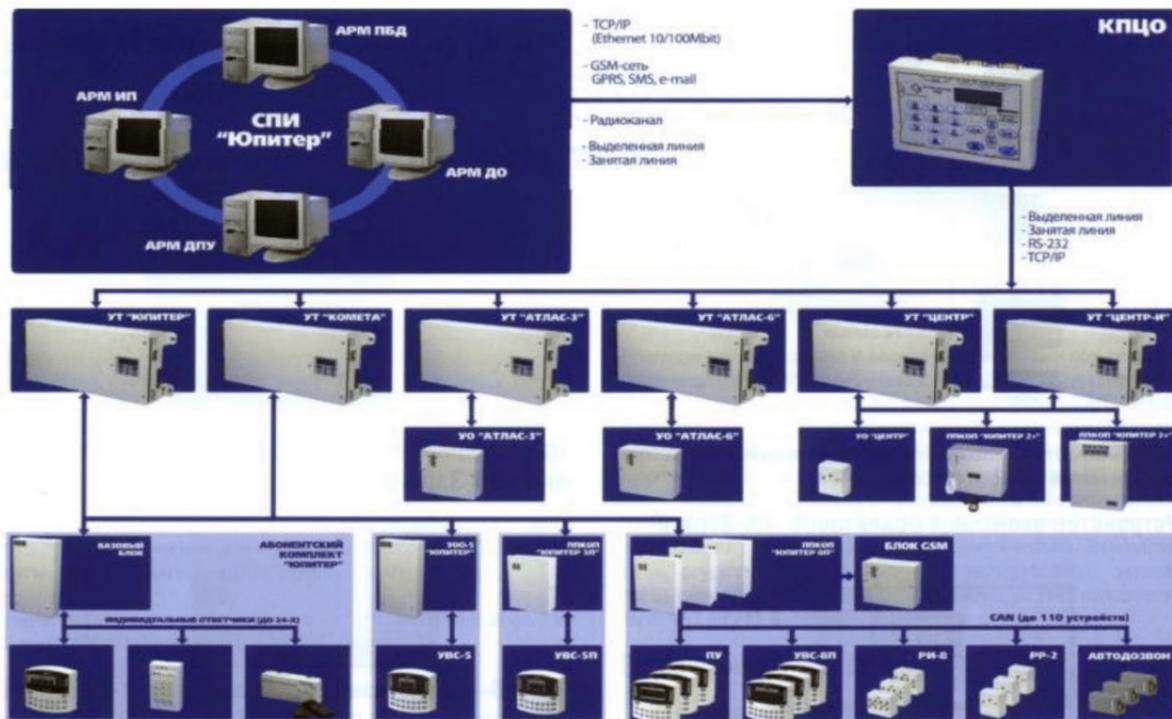 АРМ ПБД
АРМ ИП
СПИ
"Юпитер"
АРМ ДО
АРМ ДПУ
- TCP/IP
(Ethernet 10/100Mbit)
- GSM-сеть
GPRS, SMS, e-mail
- Радиоканал
- Выделенная линия
- Занятая линия
КПЦО
- Выделенная линия
- Занятая линия
- RS-232
- TCP/IP
УТ "ЮПИТЕР"
УТ "КОМЕТА"
УТ "АТЛАС-3"
УТ "АТЛАС-6"
УТ "ЦЕНТР"
УТ "ЦЕНТР-И"
УО "АТЛАС-3"
УО "АТЛАС-6"
УО "ЦЕНТР"
ППКОП "ЮПИТЕР 2+"
ППКОП "ЮПИТЕР 2+"
БАЗОВЫЙ
БЛОК
АБОНЕНТСКИЙ
КОМПЛЕКТ
"ЮПИТЕР"
УОО-5
"ЮПИТЕР"
ППКОП
"ЮПИТЕР 5П"
ППКОП
"ЮПИТЕР 8П"
БЛОК GSM
ИНДИВИДУАЛЬНЫЕ ОТВЕТЧИКИ (ДО 24-Х)
CAN (до 110 устройств)
УВС-5
УВС-5П
ПУ
УВС-8П
РИ-8
РР-2
АВТОДОЗВОН